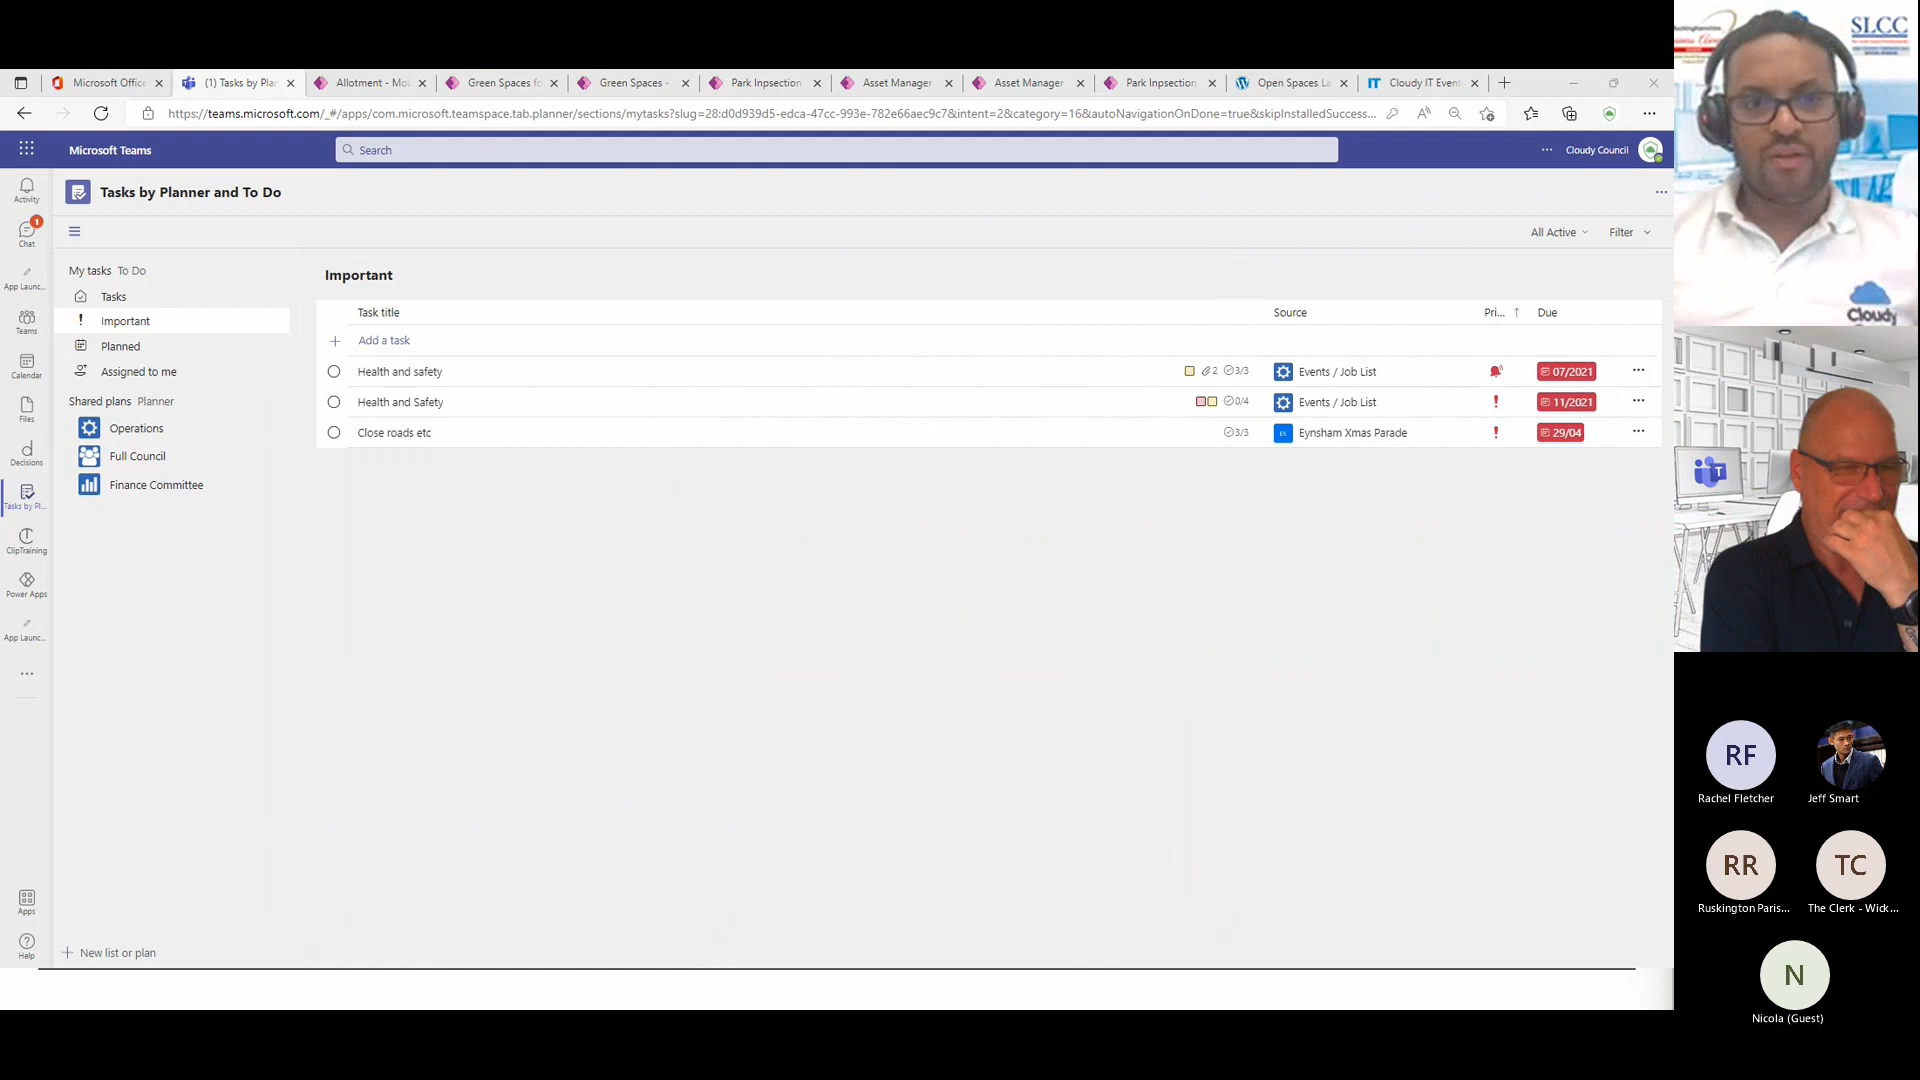 Microsoft Office
(1) Tasks by Plan
Allotment - Mo
Green Spaces fo
Green Spaces -
Park Inpsection
Asset Manager
Asset Manager
Park Inpsection
Open Spaces La
Cloudy IT Event
https://teams.microsoft.com/_#/apps/com.microsoft.teamspace.tab.planner/sections/mytasks?slug=28:d0d939d5-edca-47cc-993e-782e66aec9c7&intent=2&category=16&autoNavigationOnDone=true&skipInstalledSuccess...
Microsoft Teams
Search
Cloudy Council
Tasks by Planner and To Do
All Active
Filter
Activity
1
Chat
App Launc...
Teams
Calendar
Files
Decisions
Tasks by Pl...
ClipTraining
Power Apps
App Launc...
Apps
Help
My tasks To Do
Tasks
Important
Planned
Assigned to me
Shared plans Planner
Operations
Full Council
Finance Committee
New list or plan
Important
Task title
Source
Pri...
Due
Add a task
Health and safety 2 3/3 Events / Job List 07/2021
Health and Safety 0/4 Events / Job List ! 11/2021
Close roads etc 3/3 EX Eynsham Xmas Parade ! 29/04
SLCC
Cloudy
T
RF
Rachel Fletcher
Jeff Smart
RR
Ruskington Paris...
TC
The Clerk - Wick...
N
Nicola (Guest)